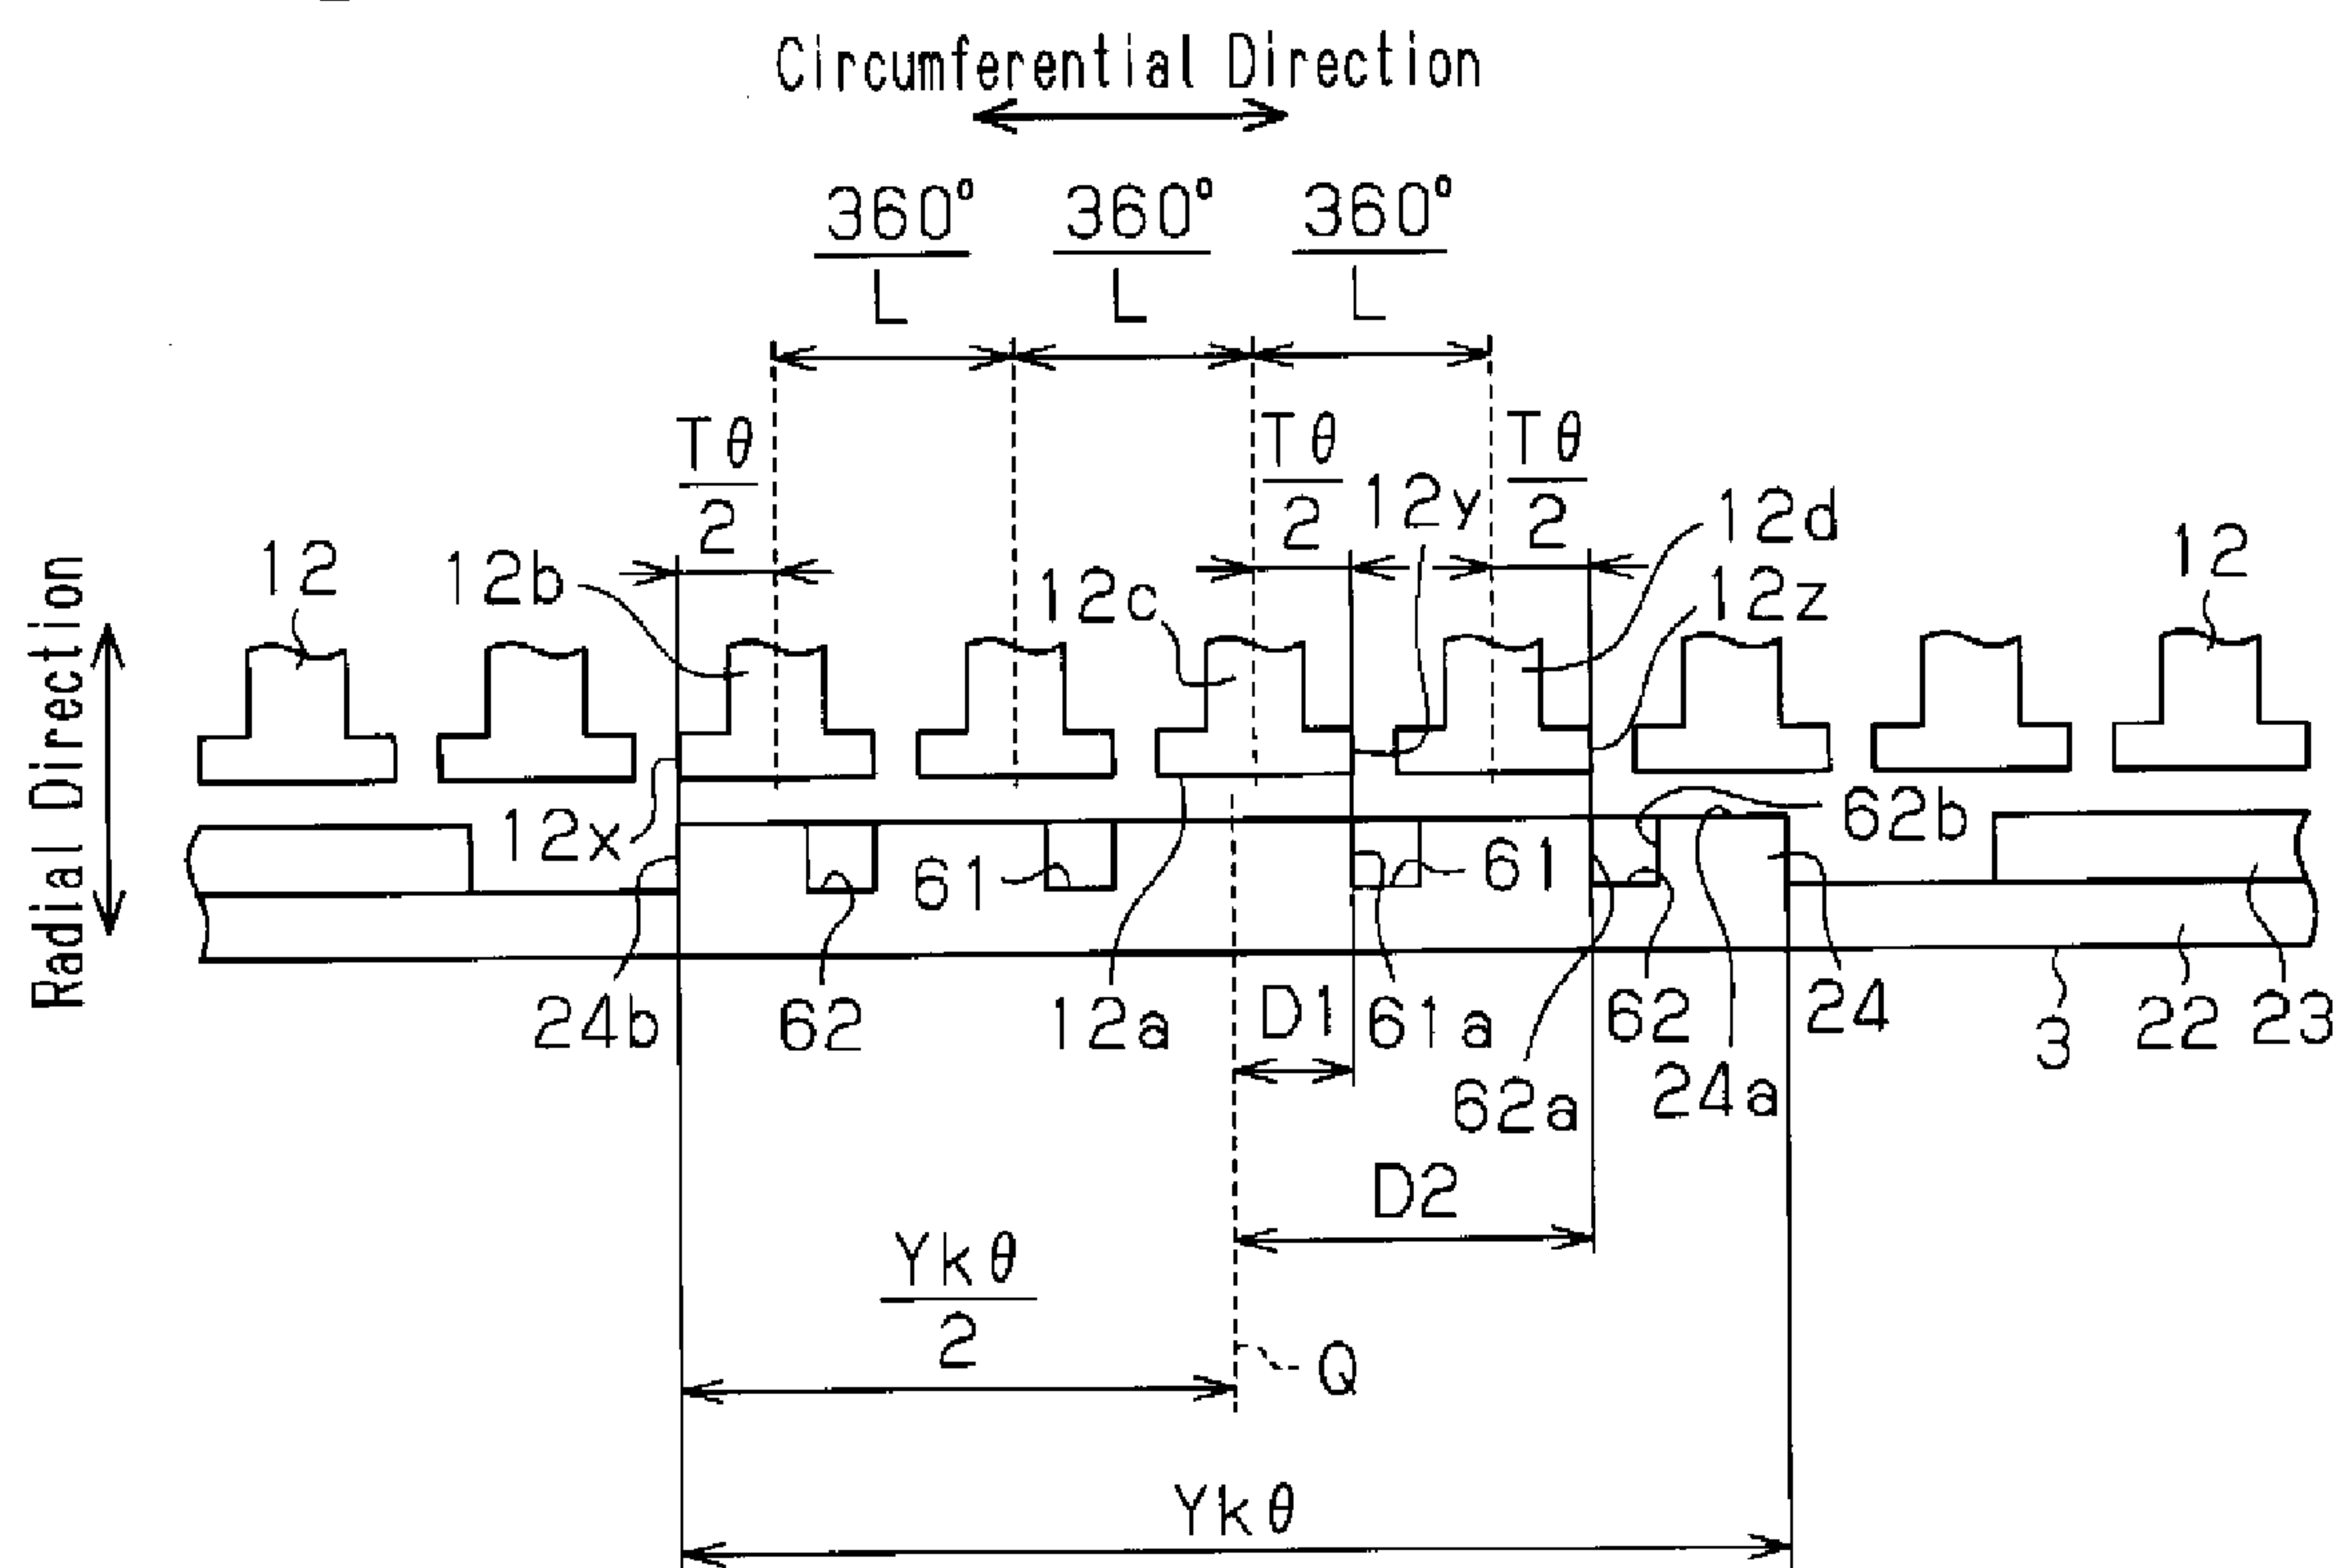 Circumferential Direction
360° 360° 360°
L L L
Tθ Tθ Tθ
2 2 12y 2 12d
12 12b 12c 12z 12
Radial Direction
12x 61 61 62b
24b 62 12a D1 61a 62 24 3 22 23
62a 24a
D2
Ykθ
2
Q
Ykθ